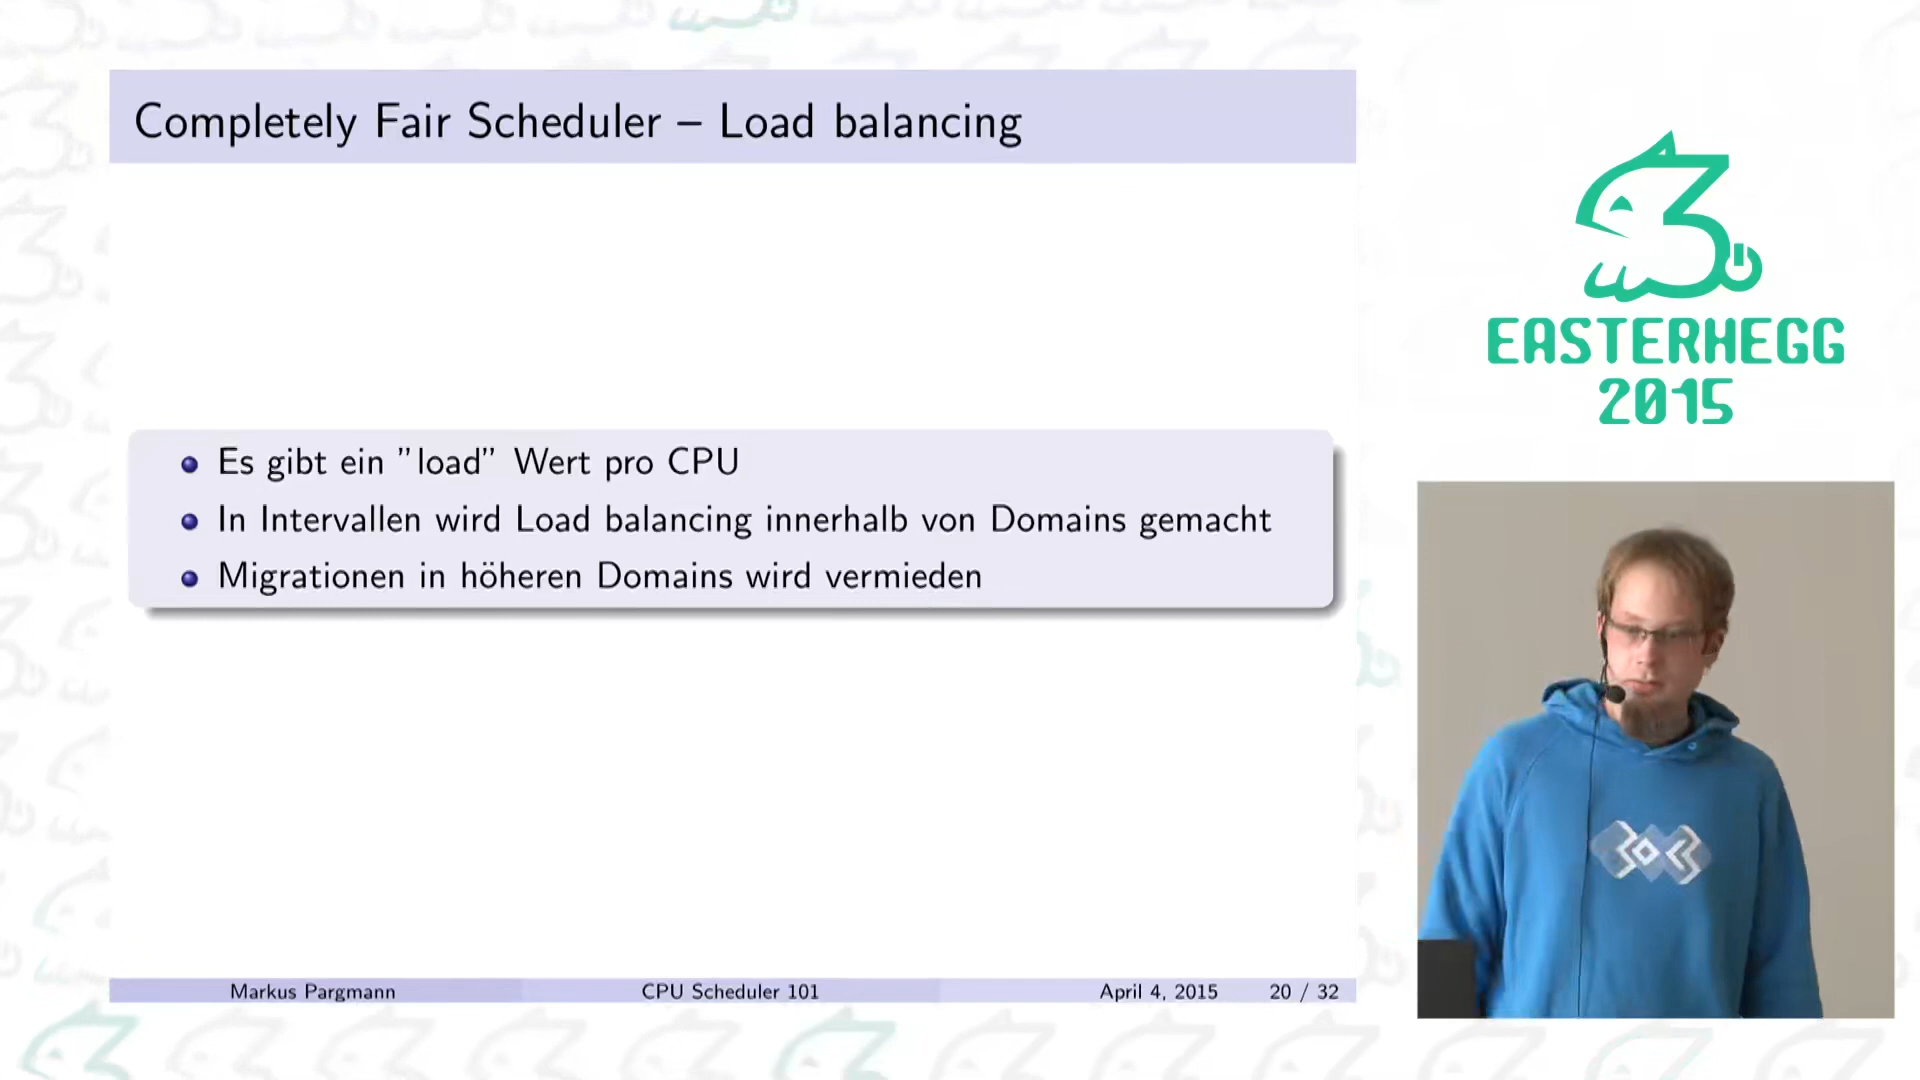 Completely Fair Scheduler – Load balancing
Es gibt ein ”load” Wert pro CPU
In Intervallen wird Load balancing innerhalb von Domains gemacht
Migrationen in höheren Domains wird vermieden
Markus Pargmann CPU Scheduler 101 April 4, 2015 20 / 32
EASTERHEGG
2015